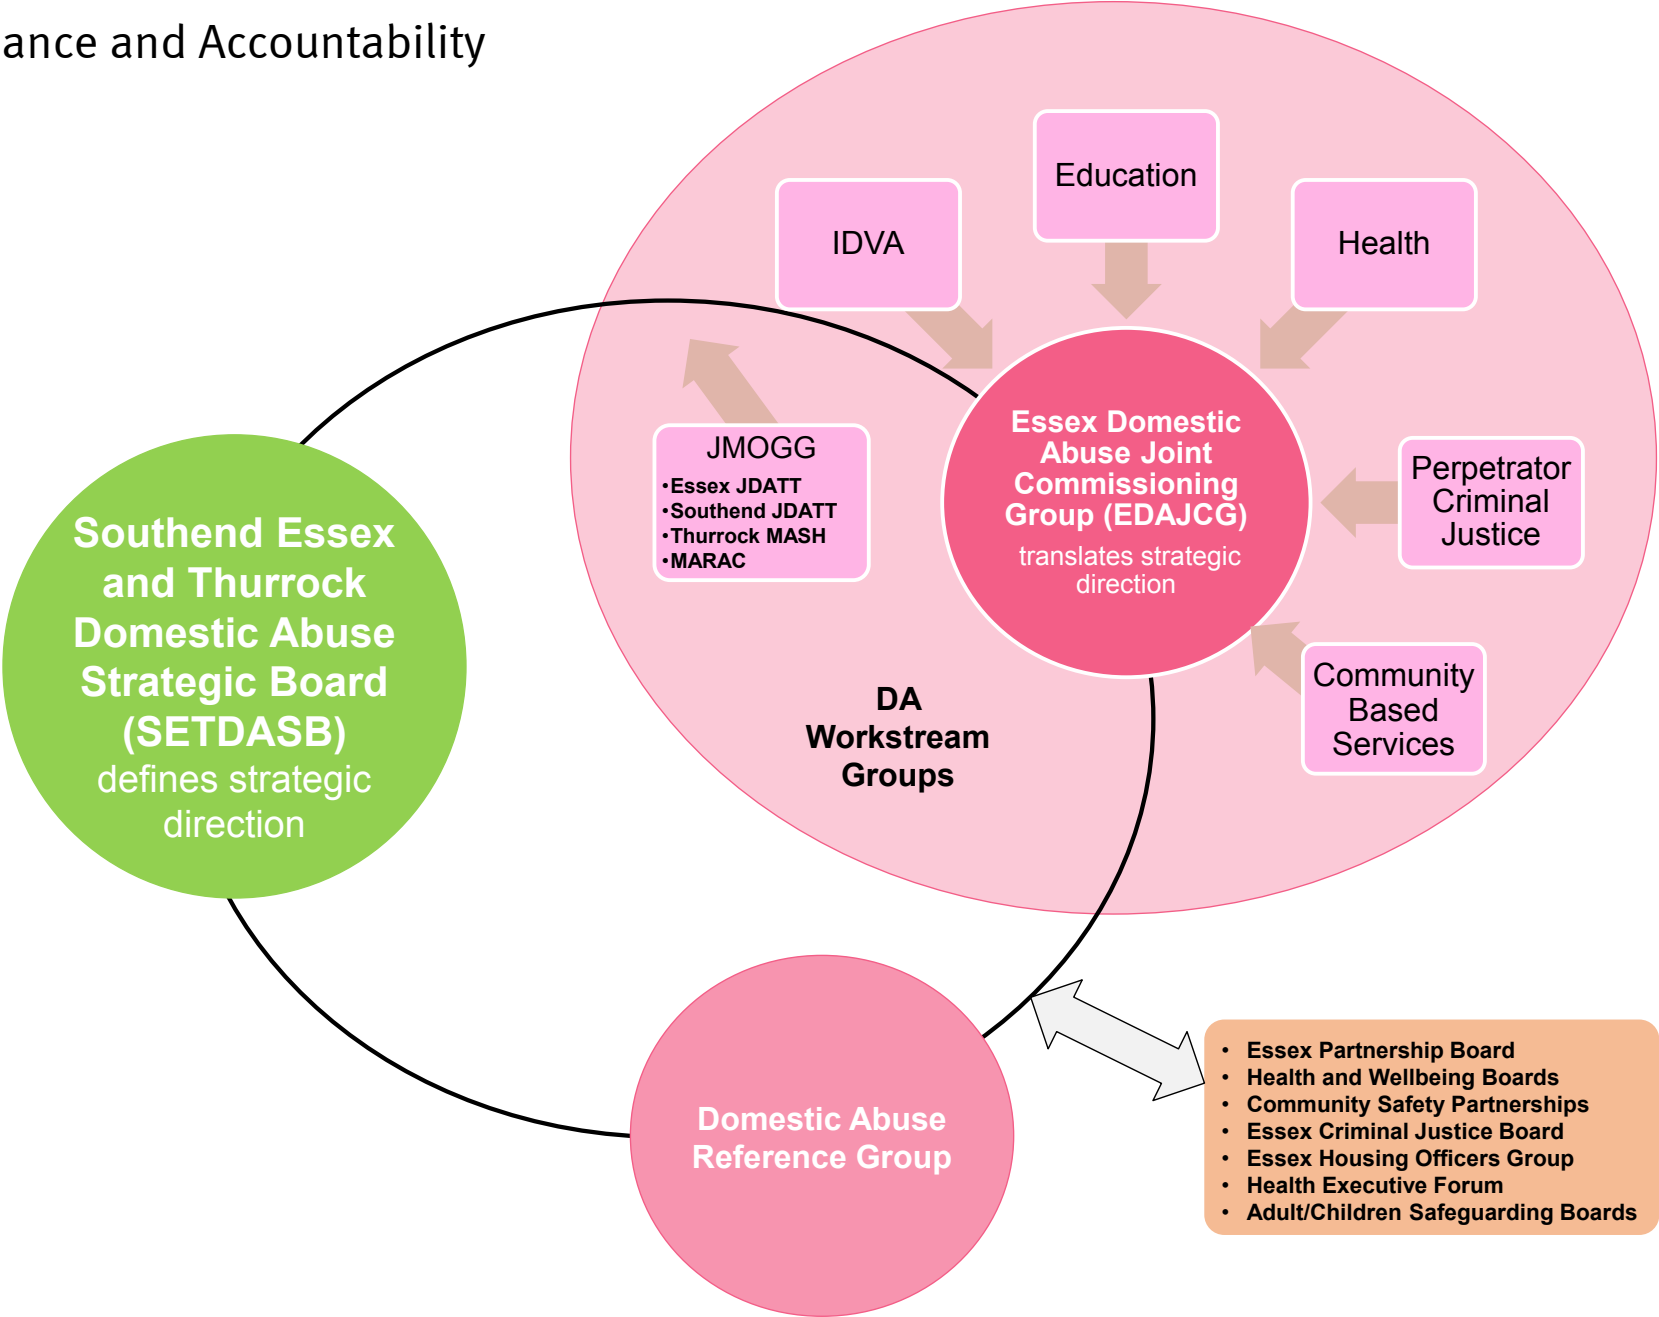 ance and Accountability
Education
IDVA
Health
Essex Domestic
Abuse Joint
Commissioning
Group (EDAJCG)
translates strategic
direction
JMOGG
•Essex JDATT
•Southend JDATT
•Thurrock MASH
•MARAC
Perpetrator
Criminal
Justice
Southend Essex
and Thurrock
Domestic Abuse
Strategic Board
(SETDASB)
defines strategic
direction
Community
Based
Services
DA
Workstream
Groups
Domestic Abuse
Reference Group
• Essex Partnership Board
• Health and Wellbeing Boards
• Community Safety Partnerships
• Essex Criminal Justice Board
• Essex Housing Officers Group
• Health Executive Forum
• Adult/Children Safeguarding Boards